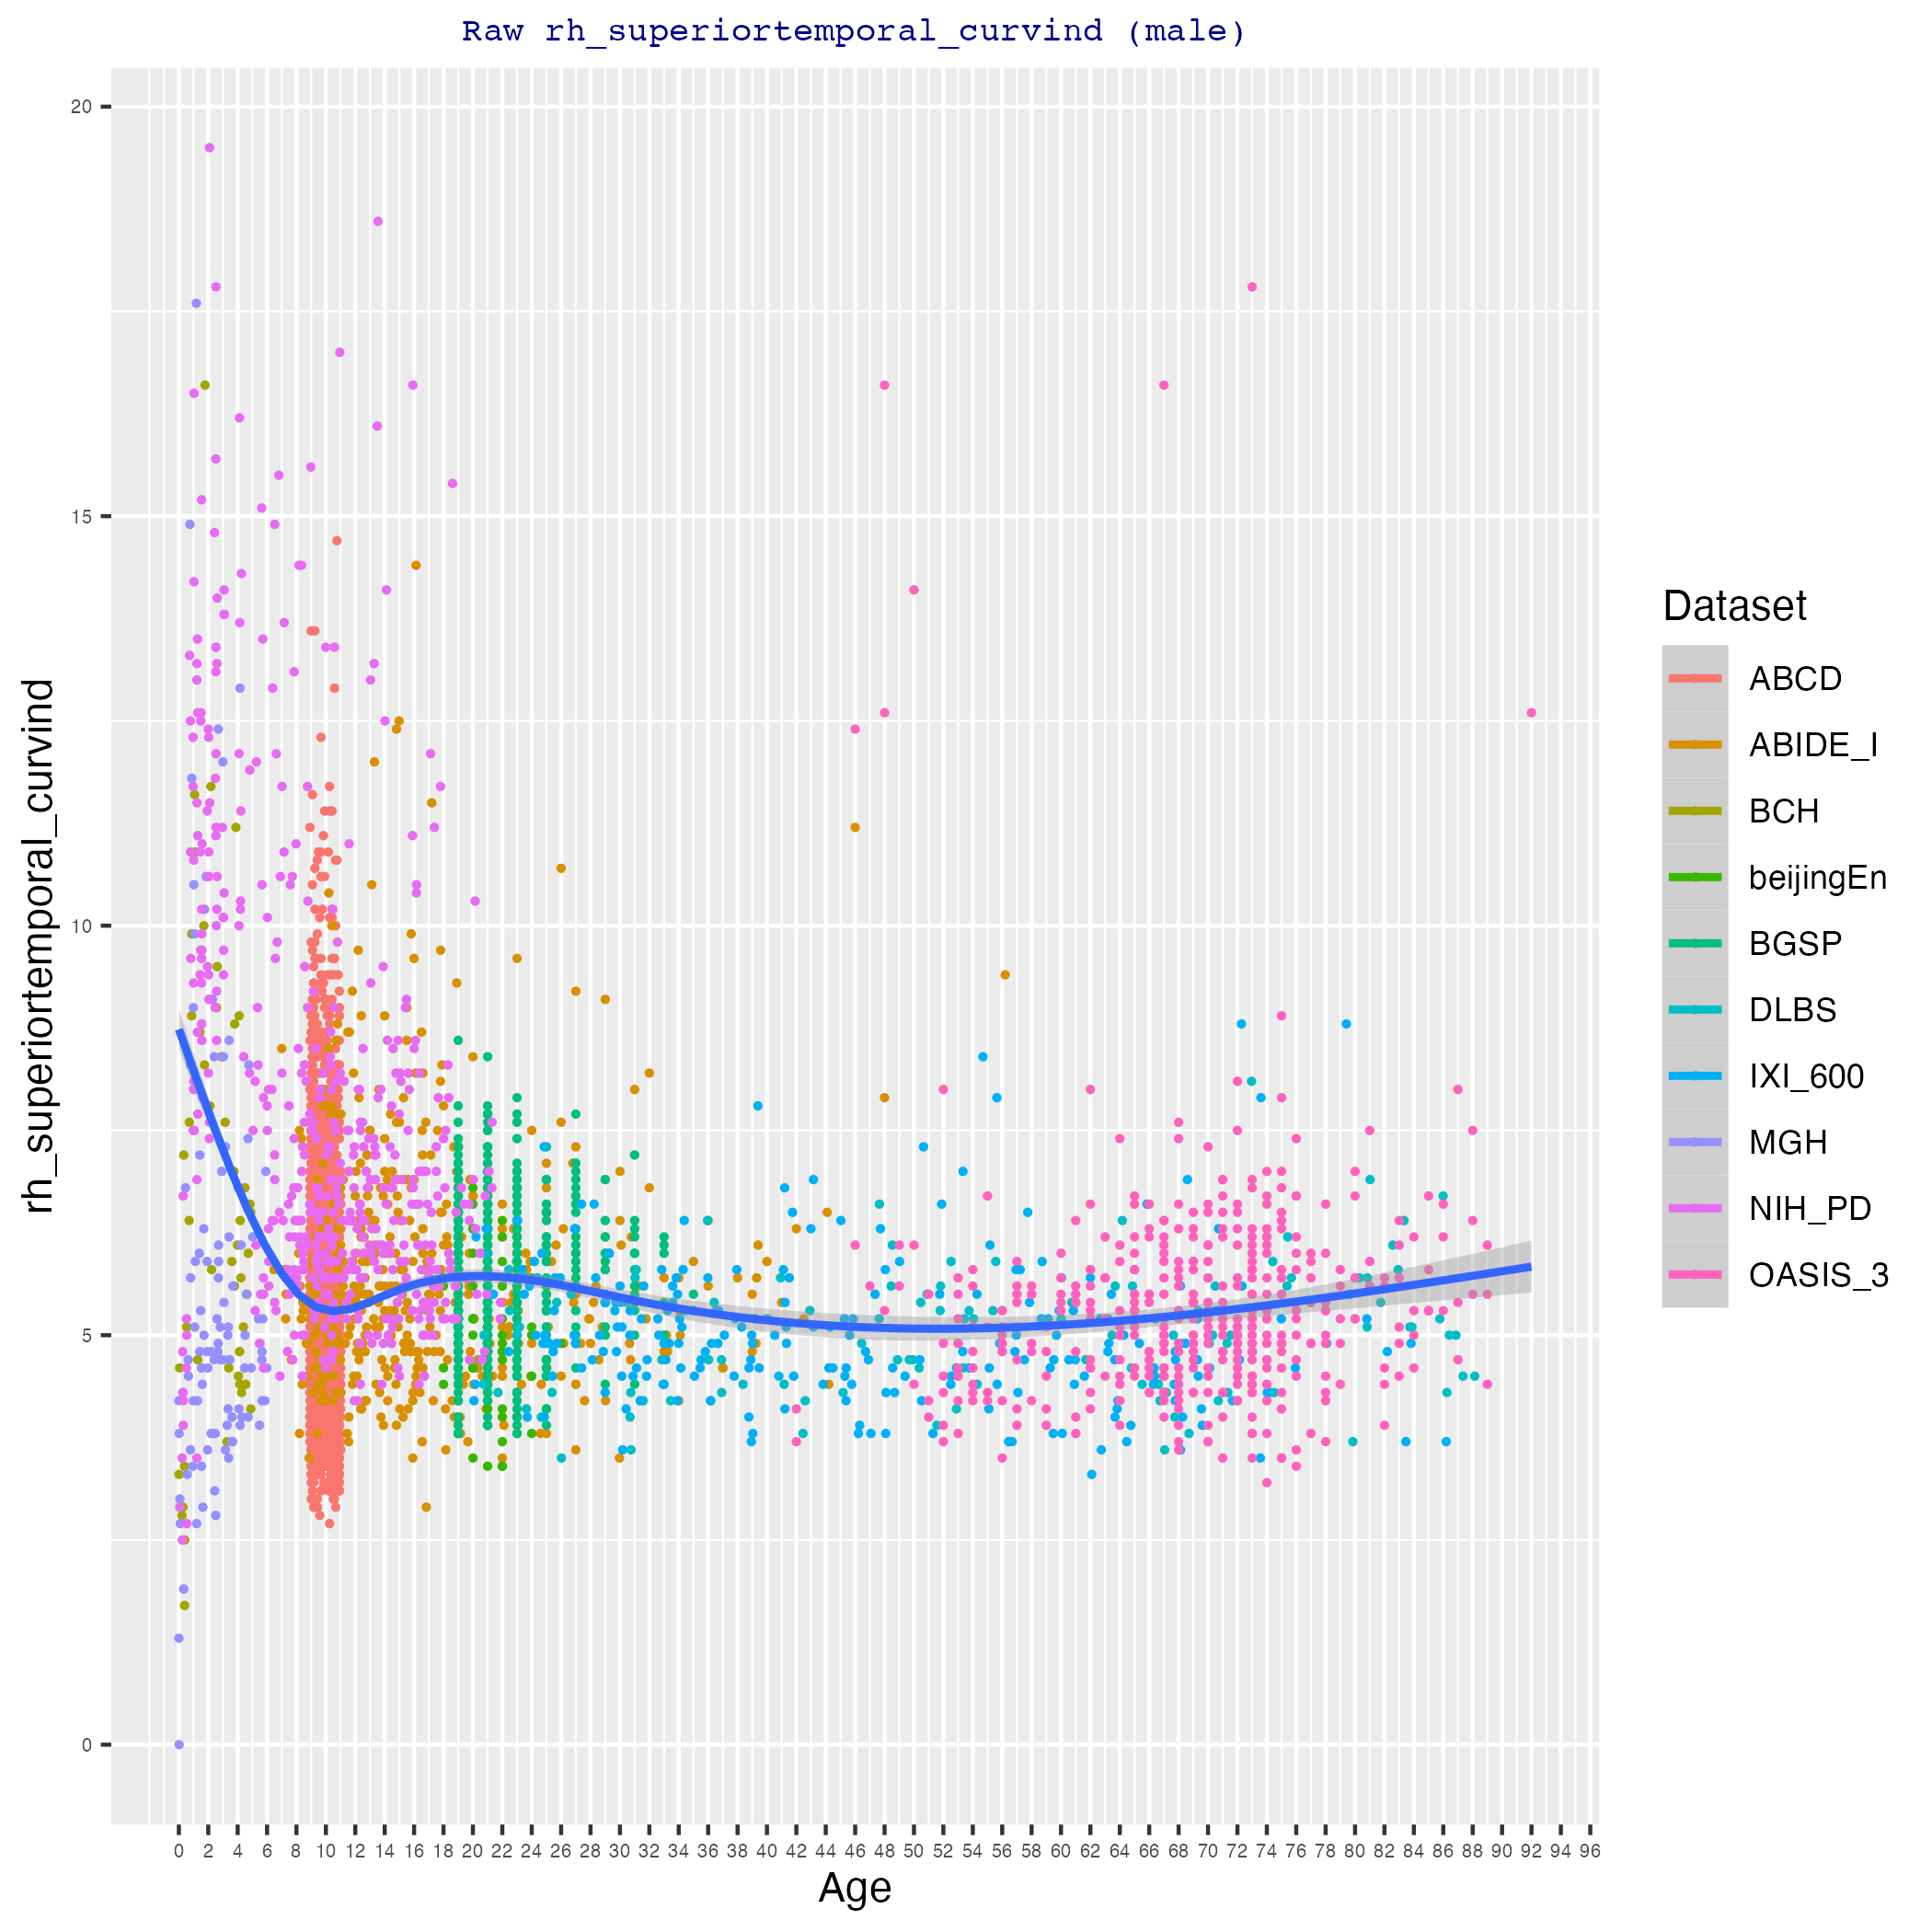 Raw rh_superiortemporal_curvind (male)
20
15
10
5
0
rh_superiortemporal_curvind
0 2 4 6 8 10 12 14 16 18 20 22 24 26 28 30 32 34 36 38 40 42 44 46 48 50 52 54 56 58 60 62 64 66 68 70 72 74 76 78 80 82 84 86 88 90 92 94 96
Age
Dataset
ABCD
ABIDE_I
BCH
beijingEn
BGSP
DLBS
IXI_600
MGH
NIH_PD
OASIS_3